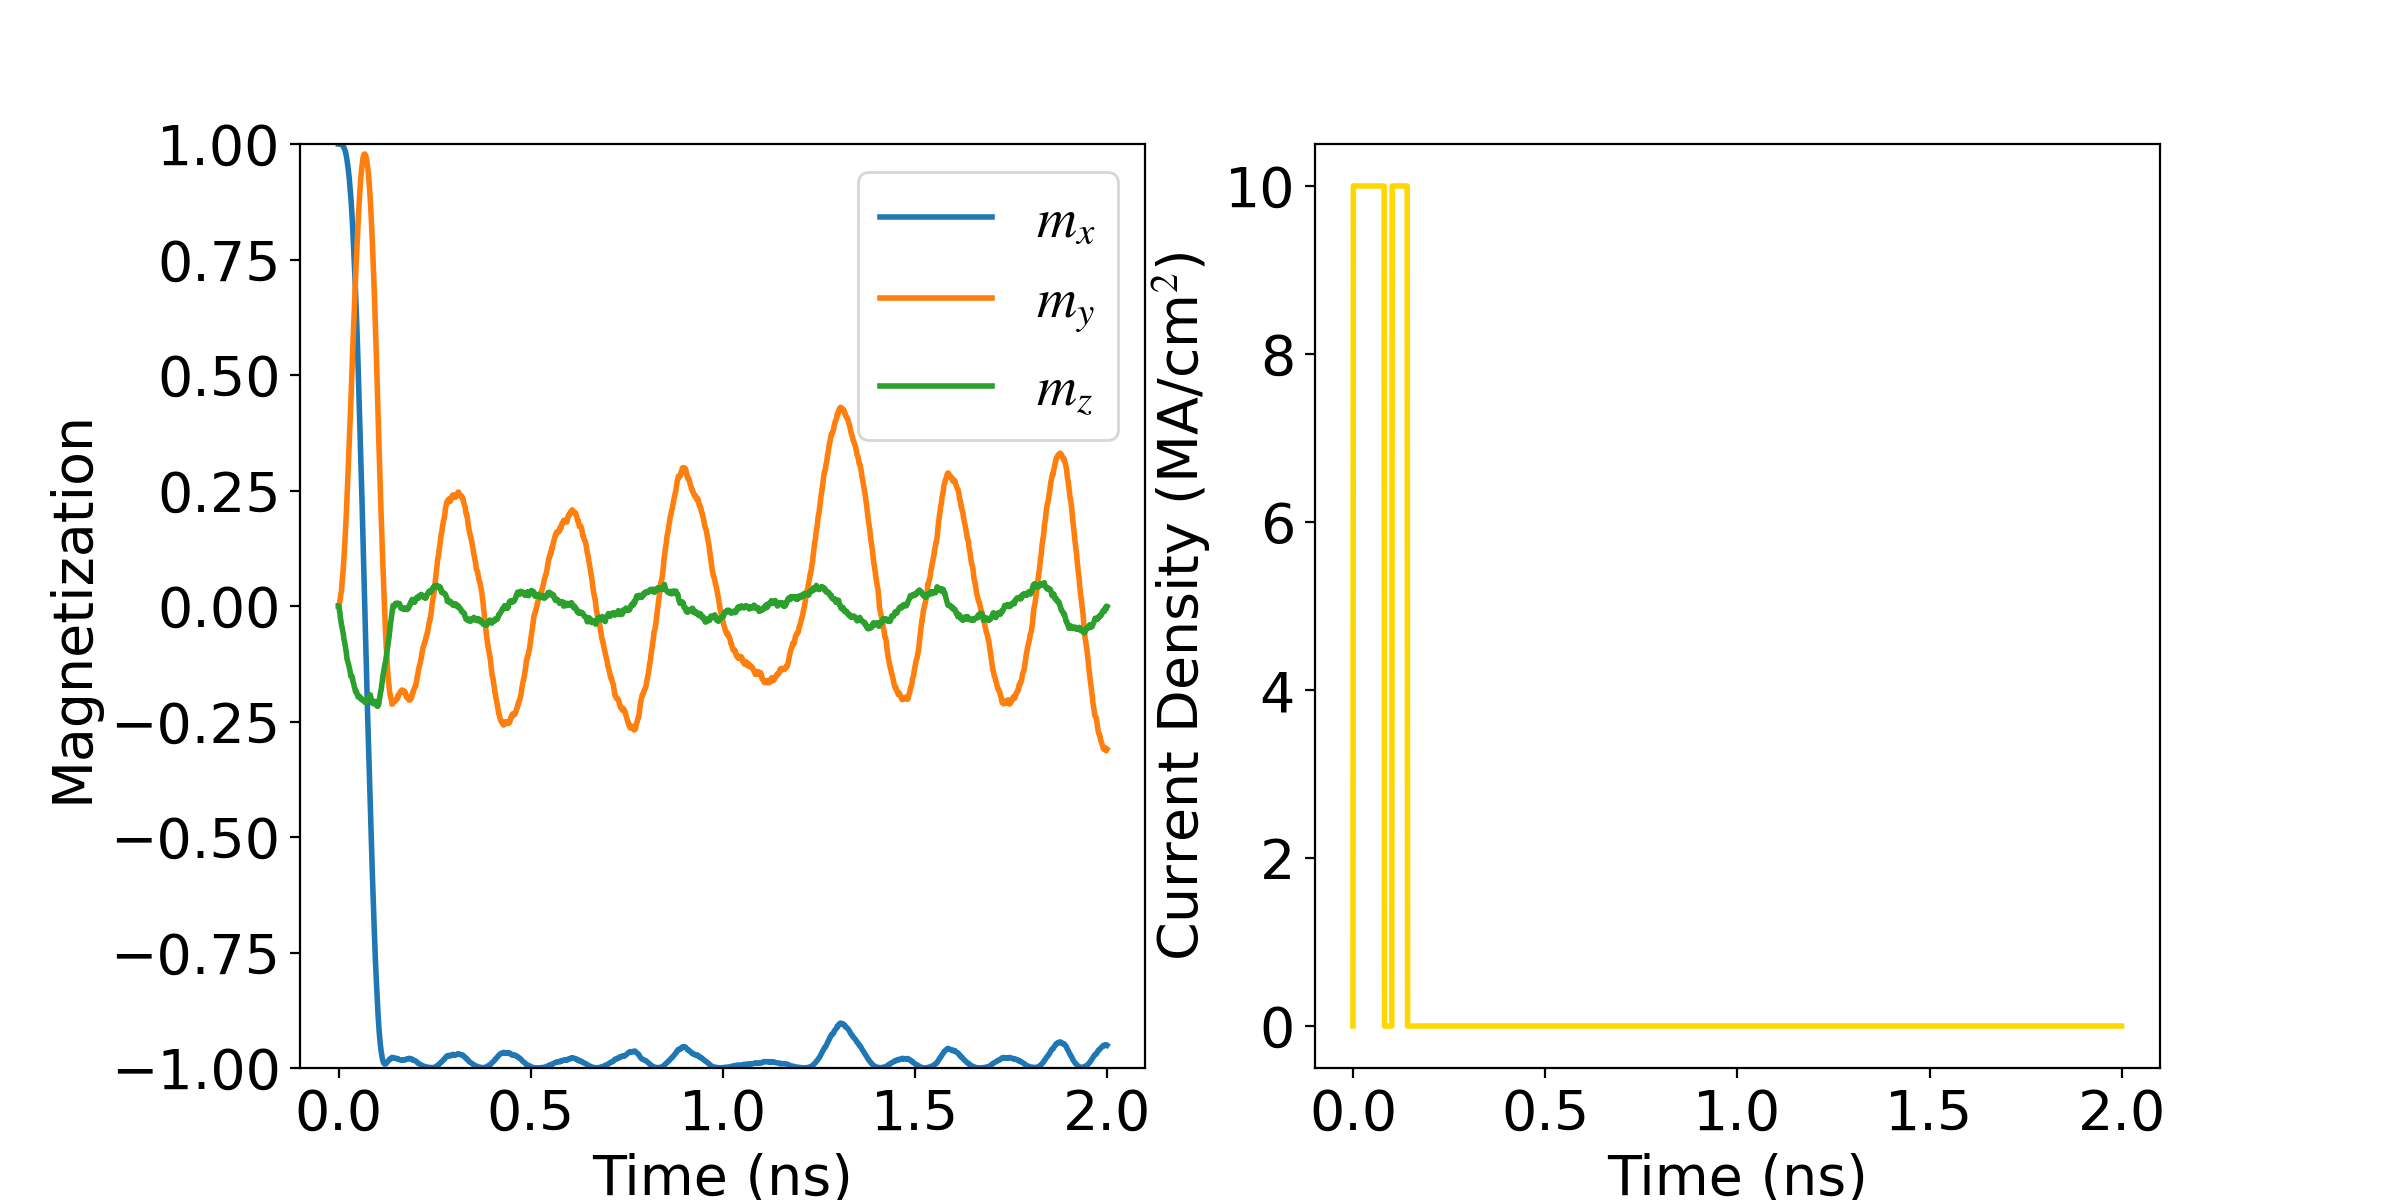 Magnetization
1.00
0.75
0.50
0.25
0.00
−0.25
−0.50
−0.75
−1.00
0.0 0.5 1.0 1.5 2.0
Time (ns)
m_x
m_y
m_z
Current Density (MA/cm²)
10
8
6
4
2
0
0.0 0.5 1.0 1.5 2.0
Time (ns)